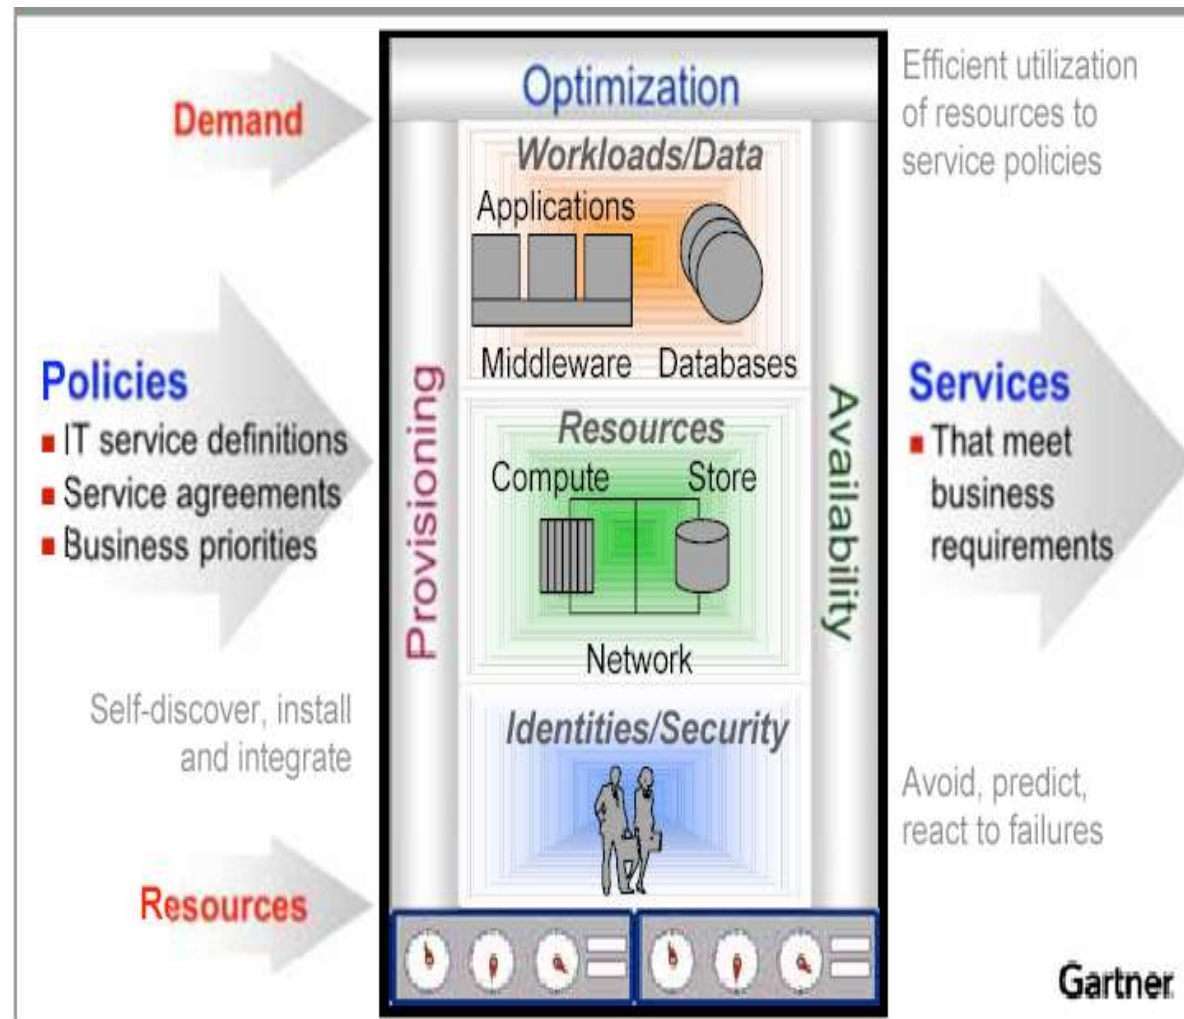 Demand
Policies
■ IT service definitions
■ Service agreements
■ Business priorities
Self-discover, install
and integrate
Resources
Optimization
Provisioning
Workloads/Data
Applications
Middleware Databases
Resources
Compute Store
Network
Identities/Security
Availability
Efficient utilization
of resources to
service policies
Services
■ That meet
business
requirements
Avoid, predict,
react to failures
Gartner